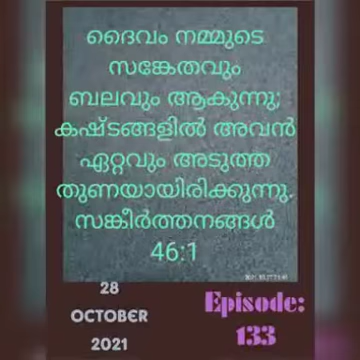 ദൈവം നമ്മുടെ
സങ്കേതവും
ബലവും ആകുന്നു;
കഷ്ടങ്ങളിൽ അവൻ
ഏറ്റവും അടുത്ത
തുണയായിരിക്കുന്നു.
സങ്കീർത്തനങ്ങൾ
46:1
28
OCTOBER
2021
Episode:
133